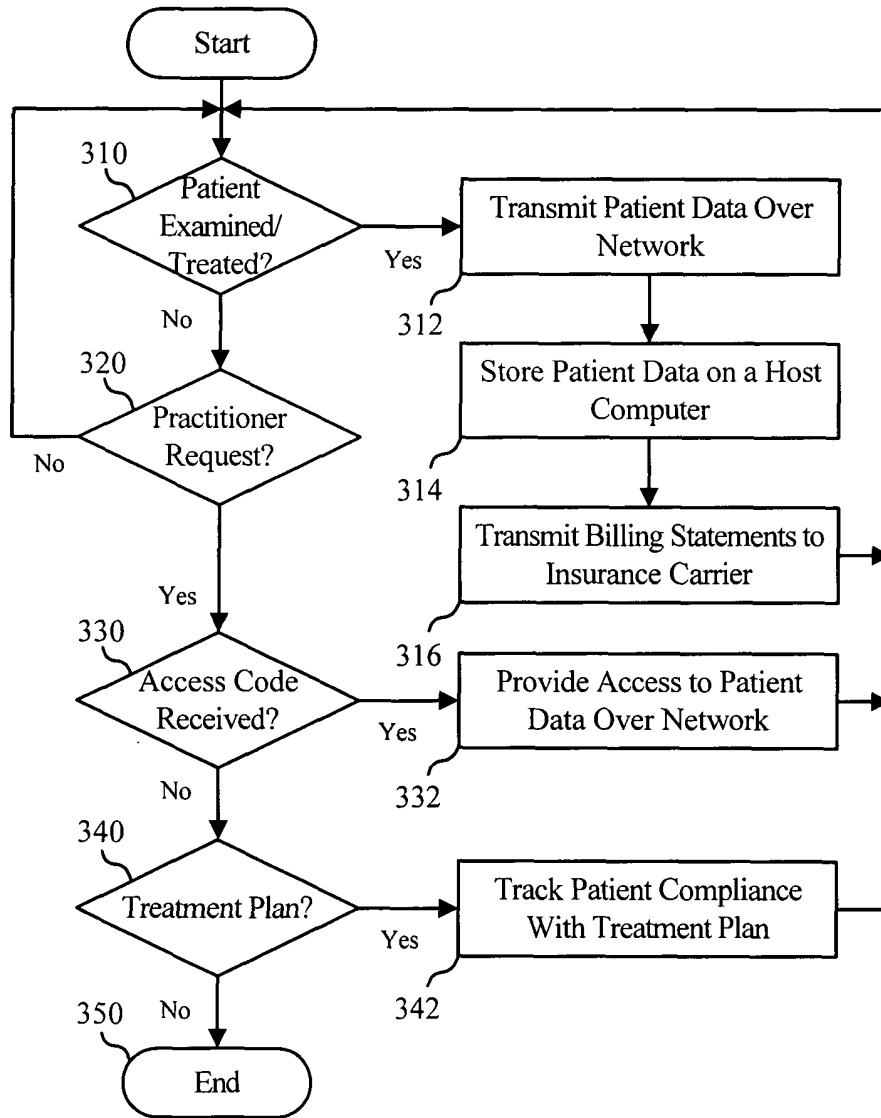 Start
310
Patient
Examined/
Treated?
Yes
No
Transmit Patient Data Over
Network
312
Store Patient Data on a Host
Computer
314
320
Practitioner
Request?
No
Yes
Transmit Billing Statements to
Insurance Carrier
316
330
Access Code
Received?
Yes
No
Provide Access to Patient
Data Over Network
332
340
Treatment Plan?
Yes
No
Track Patient Compliance
With Treatment Plan
342
350
End